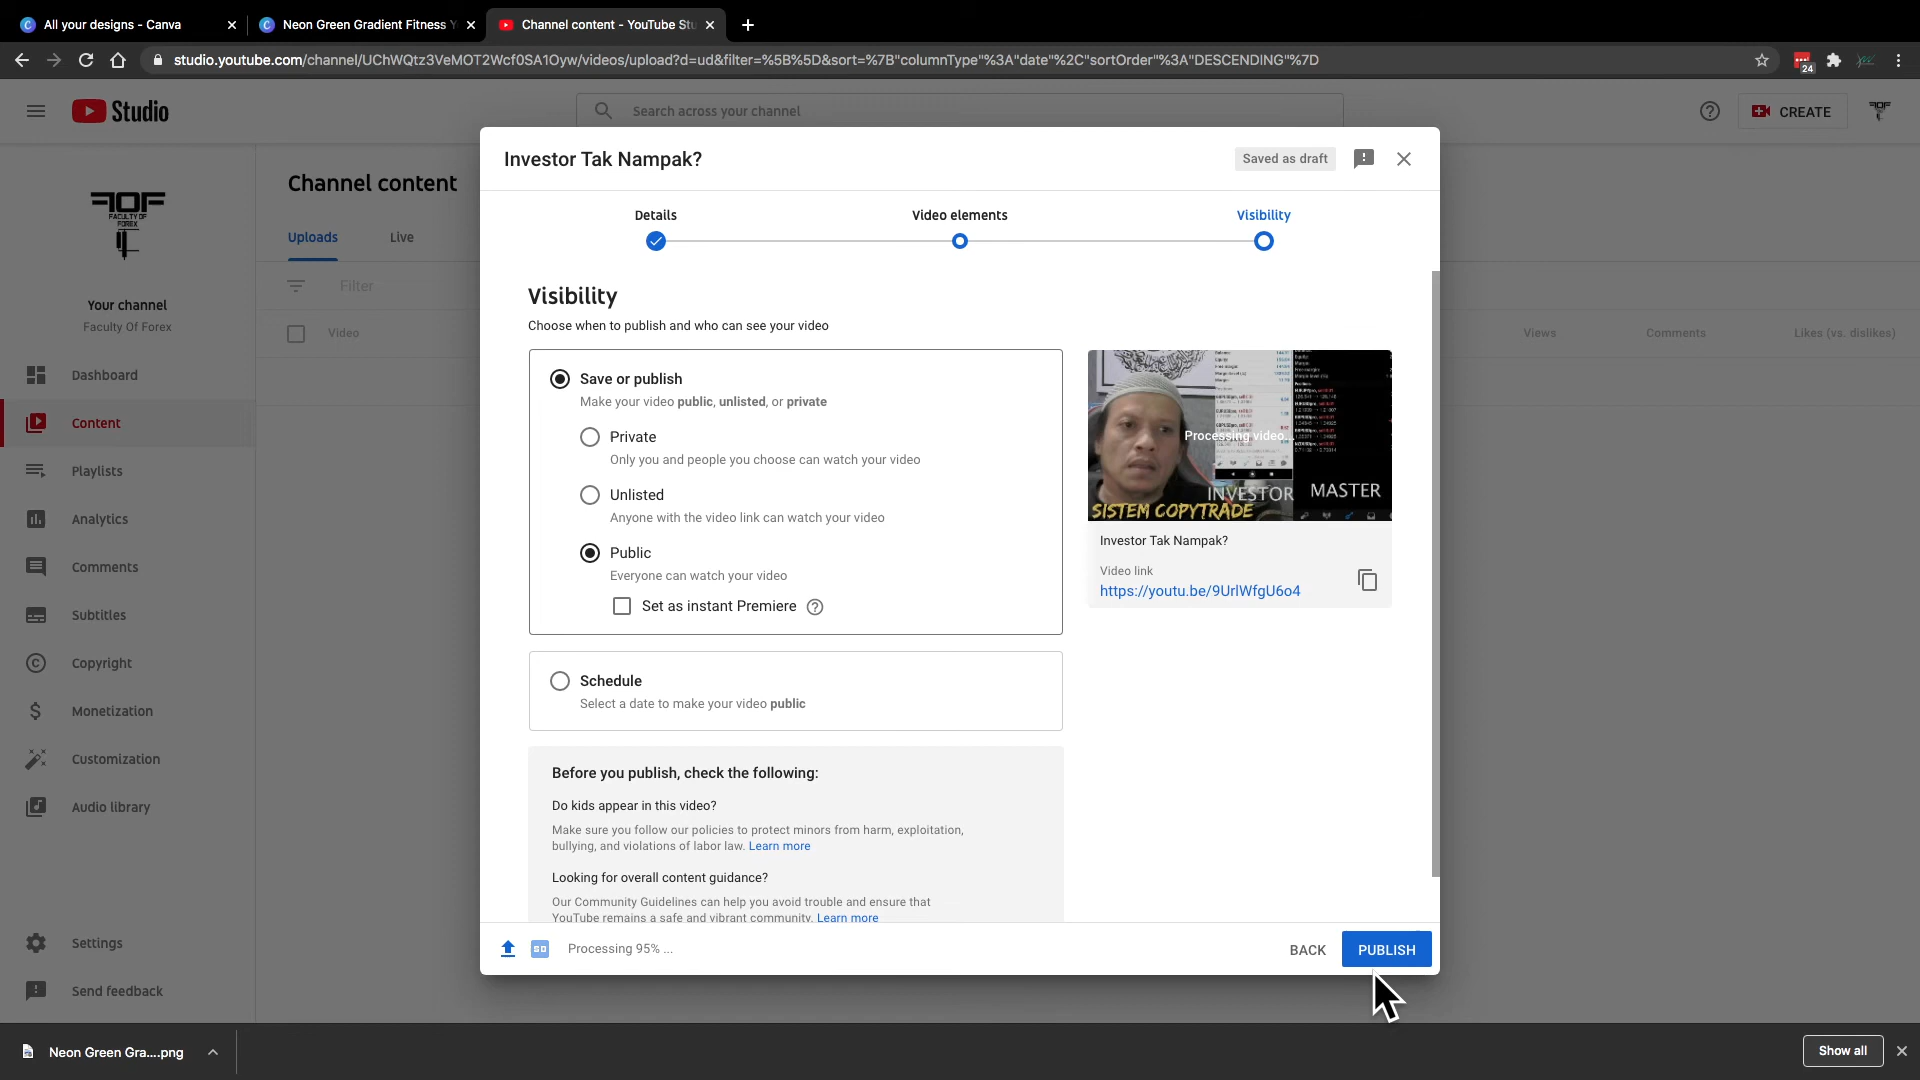 All your designs - Canva
Neon Green Gradient Fitness Y
Channel content - YouTube Stu
studio.youtube.com/channel/UChWQtz3VeMOT2Wcf0SA1Oyw/videos/upload?d=ud&filter=%5B%5D&sort=%7B"columnType"%3A"date"%2C"sortOrder"%3A"DESCENDING"%7D
24
Studio
Search across your channel
CREATE
FOF
FACULTY OF
FOREX
Your channel
Faculty Of Forex
Dashboard
Content
Playlists
Analytics
Comments
Subtitles
Copyright
Monetization
Customization
Audio library
Settings
Send feedback
Channel content
Uploads
Live
Filter
Video
Views
Comments
Likes (vs. dislikes)
Investor Tak Nampak?
Saved as draft
Details
Video elements
Visibility
Visibility
Choose when to publish and who can see your video
Save or publish
Make your video public, unlisted, or private
Private
Only you and people you choose can watch your video
Unlisted
Anyone with the video link can watch your video
Public
Everyone can watch your video
Set as instant Premiere
Schedule
Select a date to make your video public
Before you publish, check the following:
Do kids appear in this video?
Make sure you follow our policies to protect minors from harm, exploitation,
bullying, and violations of labor law. Learn more
Looking for overall content guidance?
Our Community Guidelines can help you avoid trouble and ensure that
YouTube remains a safe and vibrant community. Learn more
Processing video...
INVESTOR
MASTER
SISTEM COPYTRADE
Investor Tak Nampak?
Video link
https://youtu.be/9UrlWfgU6o4
SD
Processing 95% ...
BACK
PUBLISH
Neon Green Gra....png
Show all